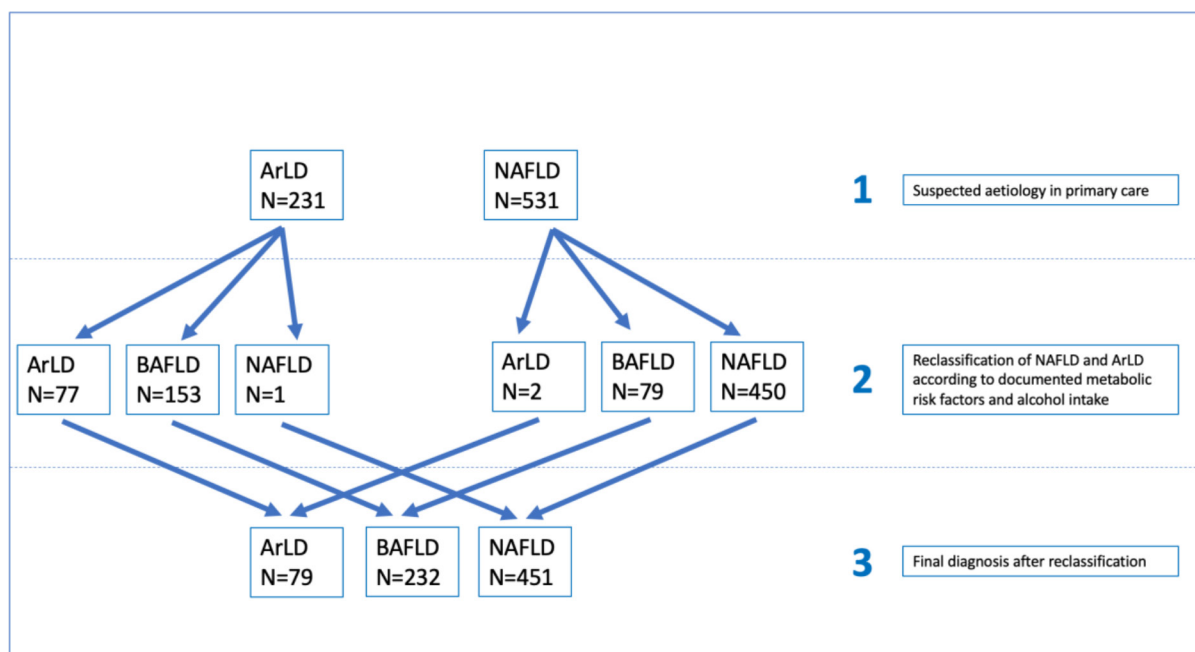 ArLD
N=231
NAFLD
N=531
1
Suspected aetiology in primary care
ArLD
N=77
BAFLD
N=153
NAFLD
N=1
ArLD
N=2
BAFLD
N=79
NAFLD
N=450
2
Reclassification of NAFLD and ArLD
according to documented metabolic
risk factors and alcohol intake
ArLD
N=79
BAFLD
N=232
NAFLD
N=451
3
Final diagnosis after reclassification